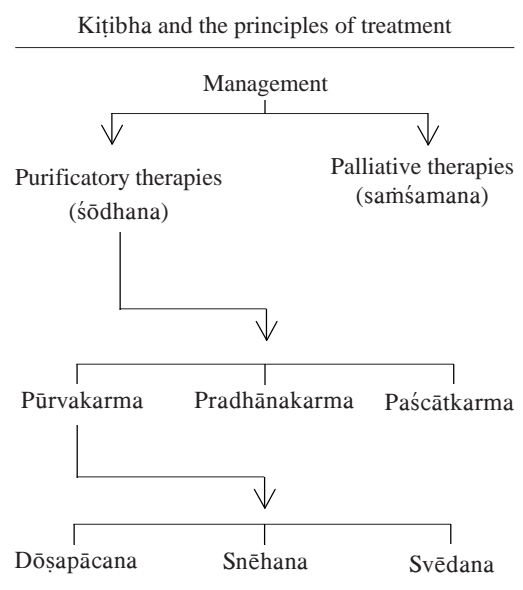 Kiṭibha and the principles of treatment
Management
Purificatory therapies
(śōdhana)
Palliative therapies
(saṁśamana)
Pūrvakarma
Pradhānakarma
Paścātkarma
Dōṣapācana
Snēhana
Svēdana